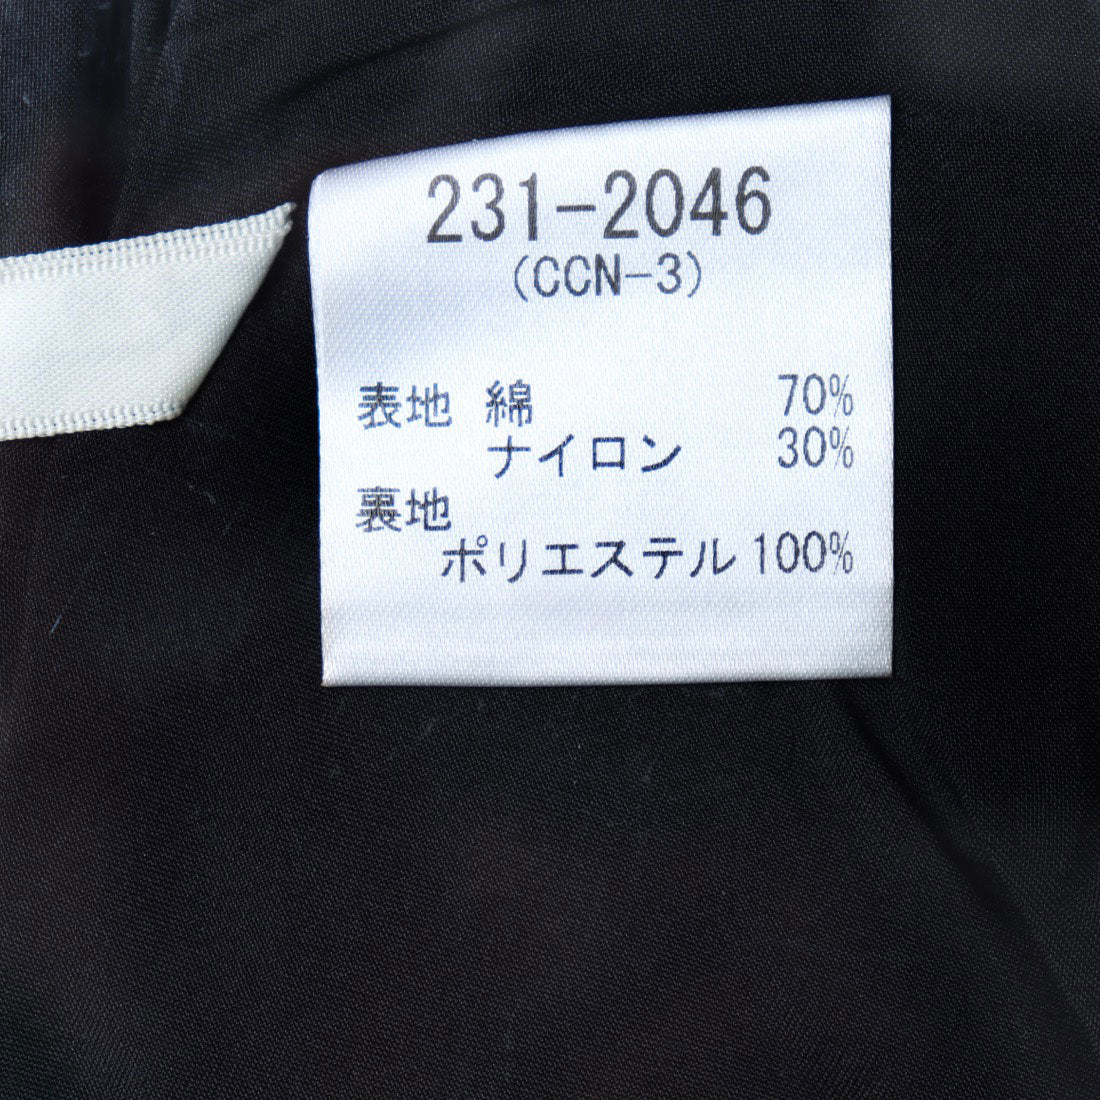 231-2046
(CCN-3)
表地 綿 70%
ナイロン 30%
裏地
ポリエステル 100%